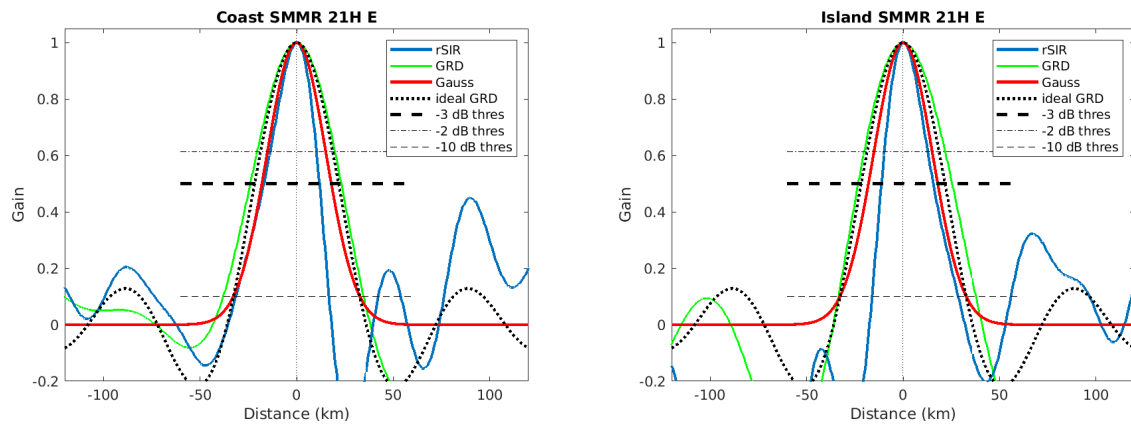 Coast SMMR 21H E
1
0.8
0.6
0.4
0.2
0
-0.2
Gain
-100
-50
0
50
100
Distance (km)
rSIR
GRD
Gauss
ideal GRD
-3 dB thres
-2 dB thres
-10 dB thres
Island SMMR 21H E
1
0.8
0.6
0.4
0.2
0
-0.2
Gain
-100
-50
0
50
100
Distance (km)
rSIR
GRD
Gauss
ideal GRD
-3 dB thres
-2 dB thres
-10 dB thres